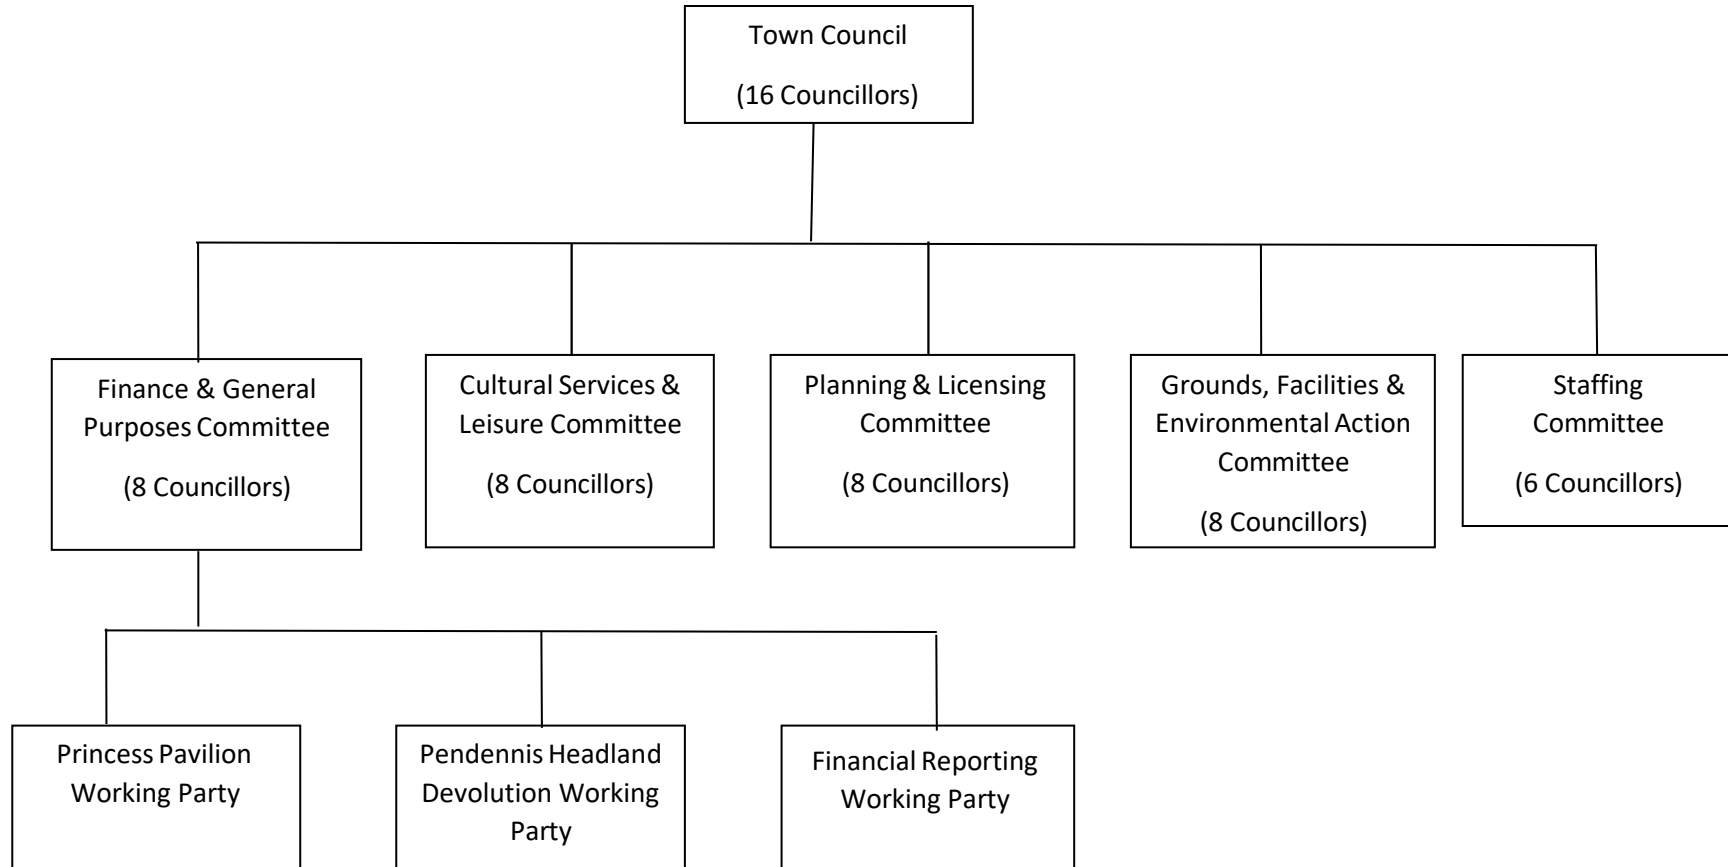 Town Council
(16 Councillors)
Finance & General
Purposes Committee
(8 Councillors)
Cultural Services &
Leisure Committee
(8 Councillors)
Planning & Licensing
Committee
(8 Councillors)
Grounds, Facilities &
Environmental Action
Committee
(8 Councillors)
Staffing
Committee
(6 Councillors)
Princess Pavilion
Working Party
Pendennis Headland
Devolution Working
Party
Financial Reporting
Working Party